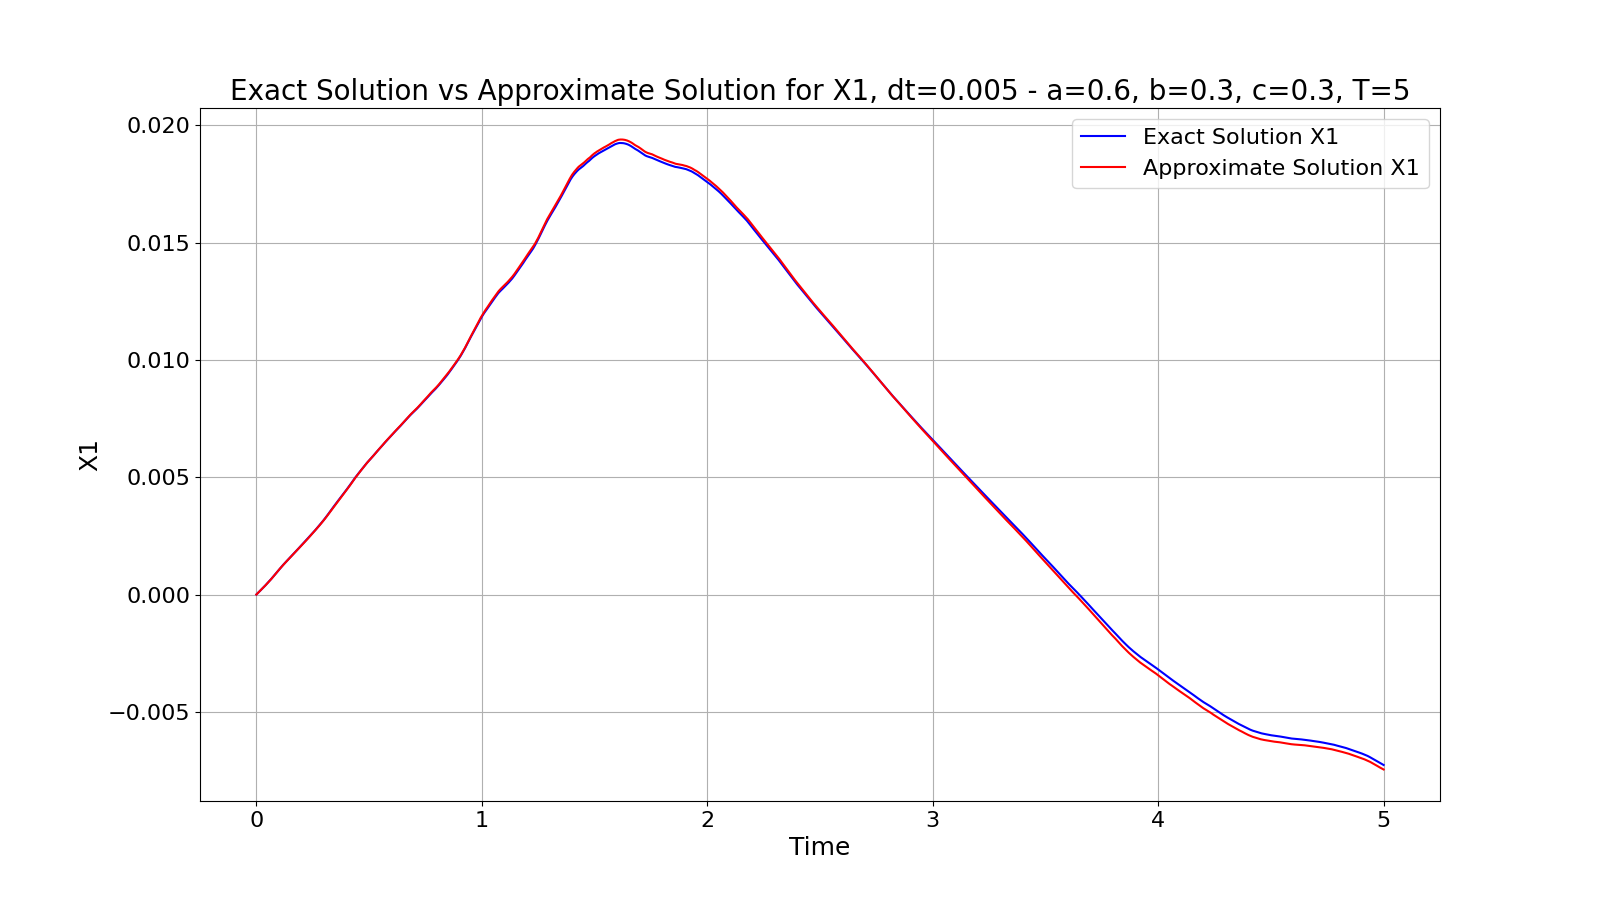 Exact Solution vs Approximate Solution for X1, dt=0.005 - a=0.6, b=0.3, c=0.3, T=5
Exact Solution X1
Approximate Solution X1
0.020
0.015
0.010
0.005
0.000
−0.005
X1
0 1 2 3 4 5
Time